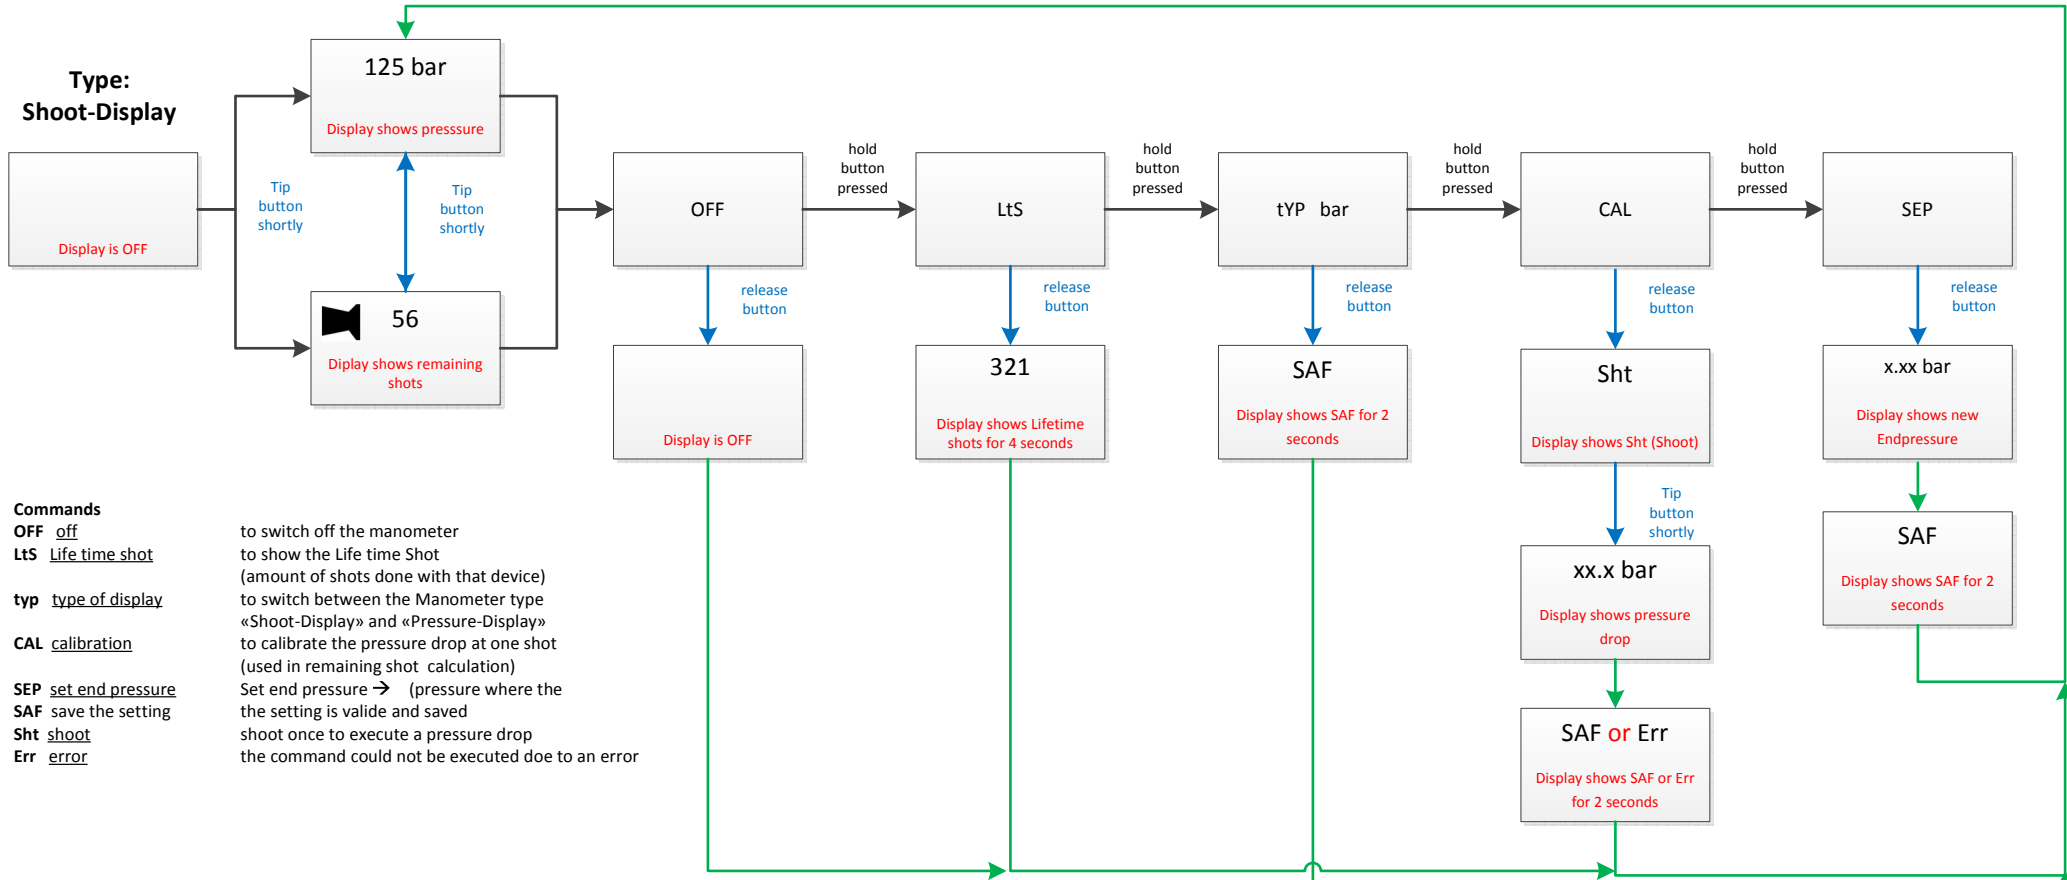 Type:
Shoot-Display
Display is OFF
Tip
button
shortly
125 bar
Display shows presssure
Tip
button
shortly
56
Diplay shows remaining
shots
OFF
hold
button
pressed
LtS
hold
button
pressed
tYP bar
hold
button
pressed
CAL
hold
button
pressed
SEP
release
button
release
button
release
button
release
button
release
button
Display is OFF
321
Display shows Lifetime
shots for 4 seconds
SAF
Display shows SAF for 2
seconds
Sht
Display shows Sht (Shoot)
x.xx bar
Display shows new
Endpressure
Tip
button
shortly
xx.x bar
Display shows pressure
drop
SAF
Display shows SAF for 2
seconds
SAF or Err
Display shows SAF or Err
for 2 seconds
Commands
OFF off to switch off the manometer
LtS Life time shot to show the Life time Shot
(amount of shots done with that device)
typ type of display to switch between the Manometer type
«Shoot-Display» and «Pressure-Display»
CAL calibration to calibrate the pressure drop at one shot
(used in remaining shot calculation)
SEP set end pressure Set end pressure → (pressure where the
SAF save the setting the setting is valide and saved
Sht shoot shoot once to execute a pressure drop
Err error the command could not be executed doe to an error